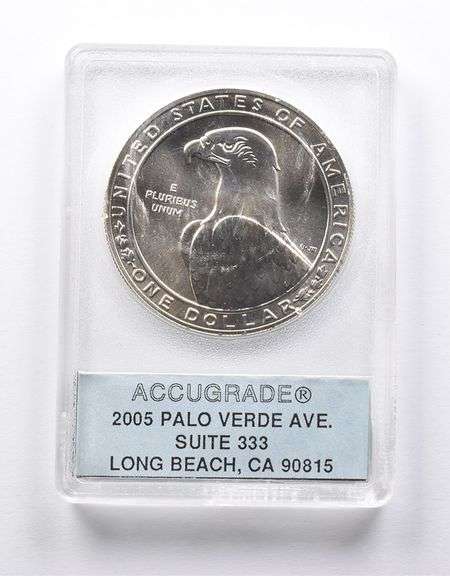 UNITED STATES OF AMERICA
E
PLURIBUS
UNUM
ONE DOLLAR
ACCUGRADE®
2005 PALO VERDE AVE.
SUITE 333
LONG BEACH, CA 90815